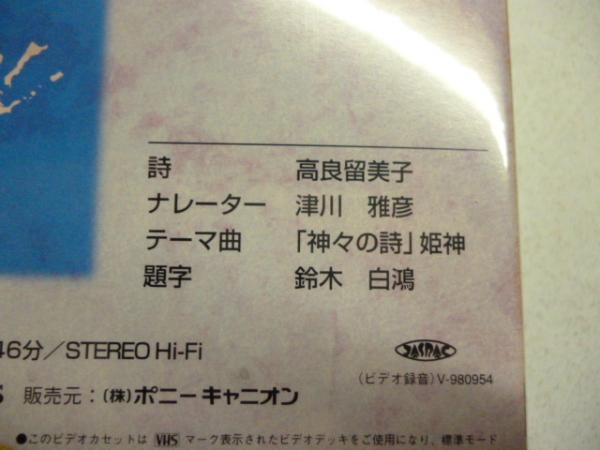 詩 高良留美子
ナレーター 津川 雅彦
テーマ曲 「神々の詩」姫神
題字 鈴木 白鴻
46分／STEREO Hi-Fi
JASRAC
(ビデオ録音)V-980954
S 販売元：(株)ポニーキャニオン
●このビデオカセットは VHS マーク表示されたビデオデッキをご使用になり、標準モード